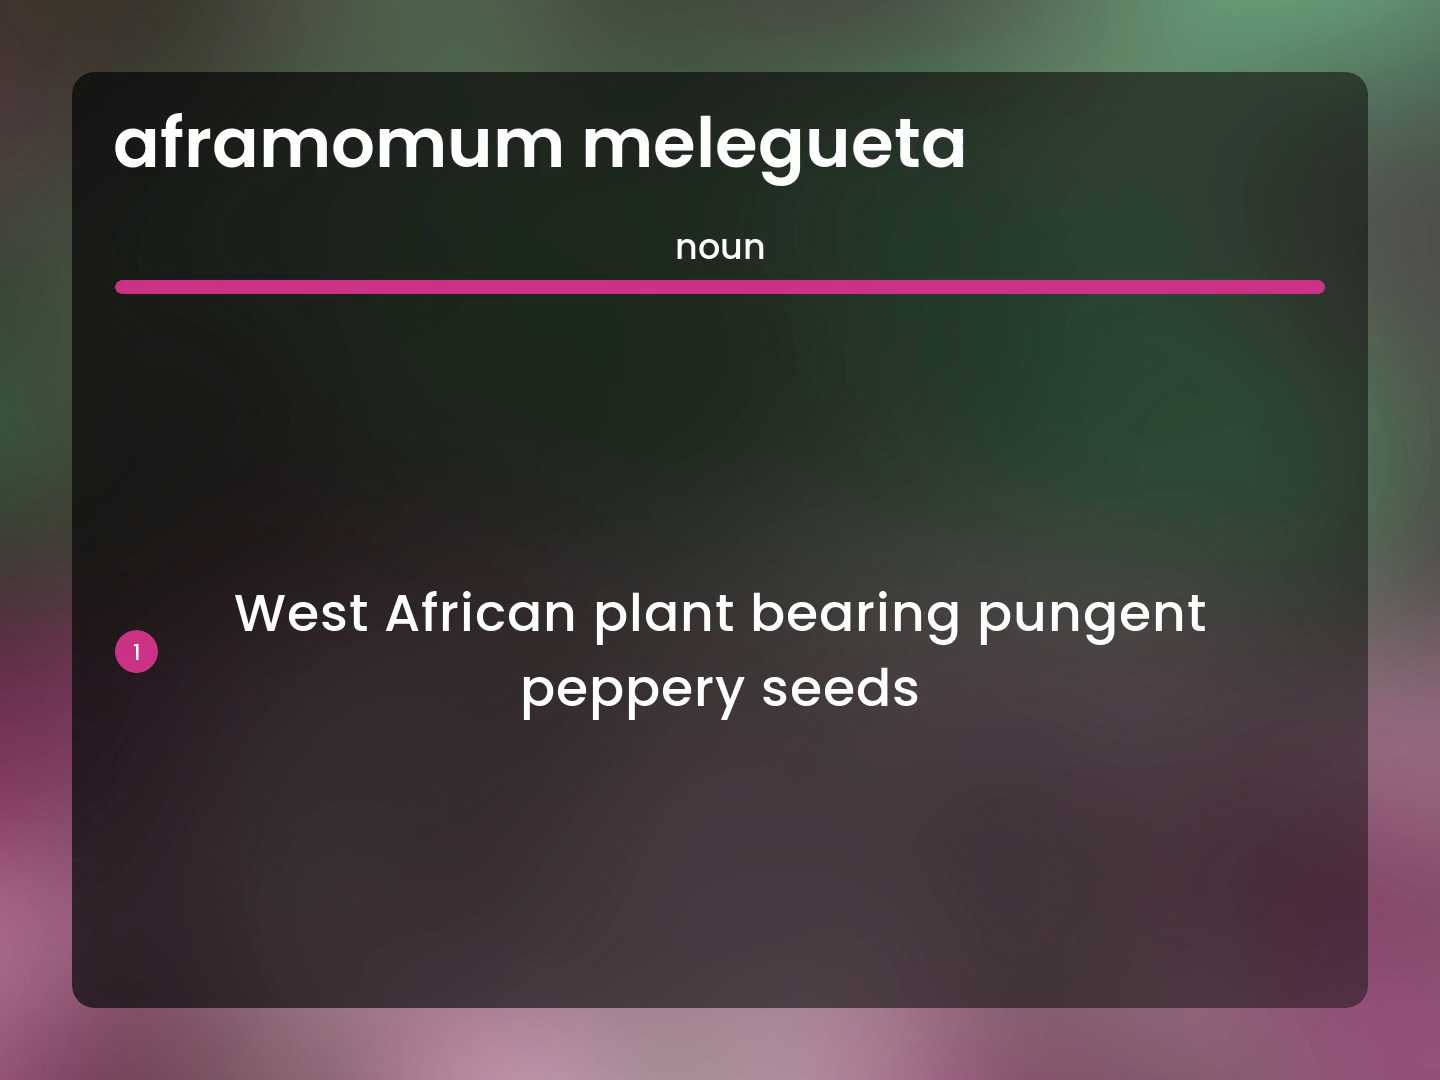 aframomum melegueta
noun
1
West African plant bearing pungent
peppery seeds